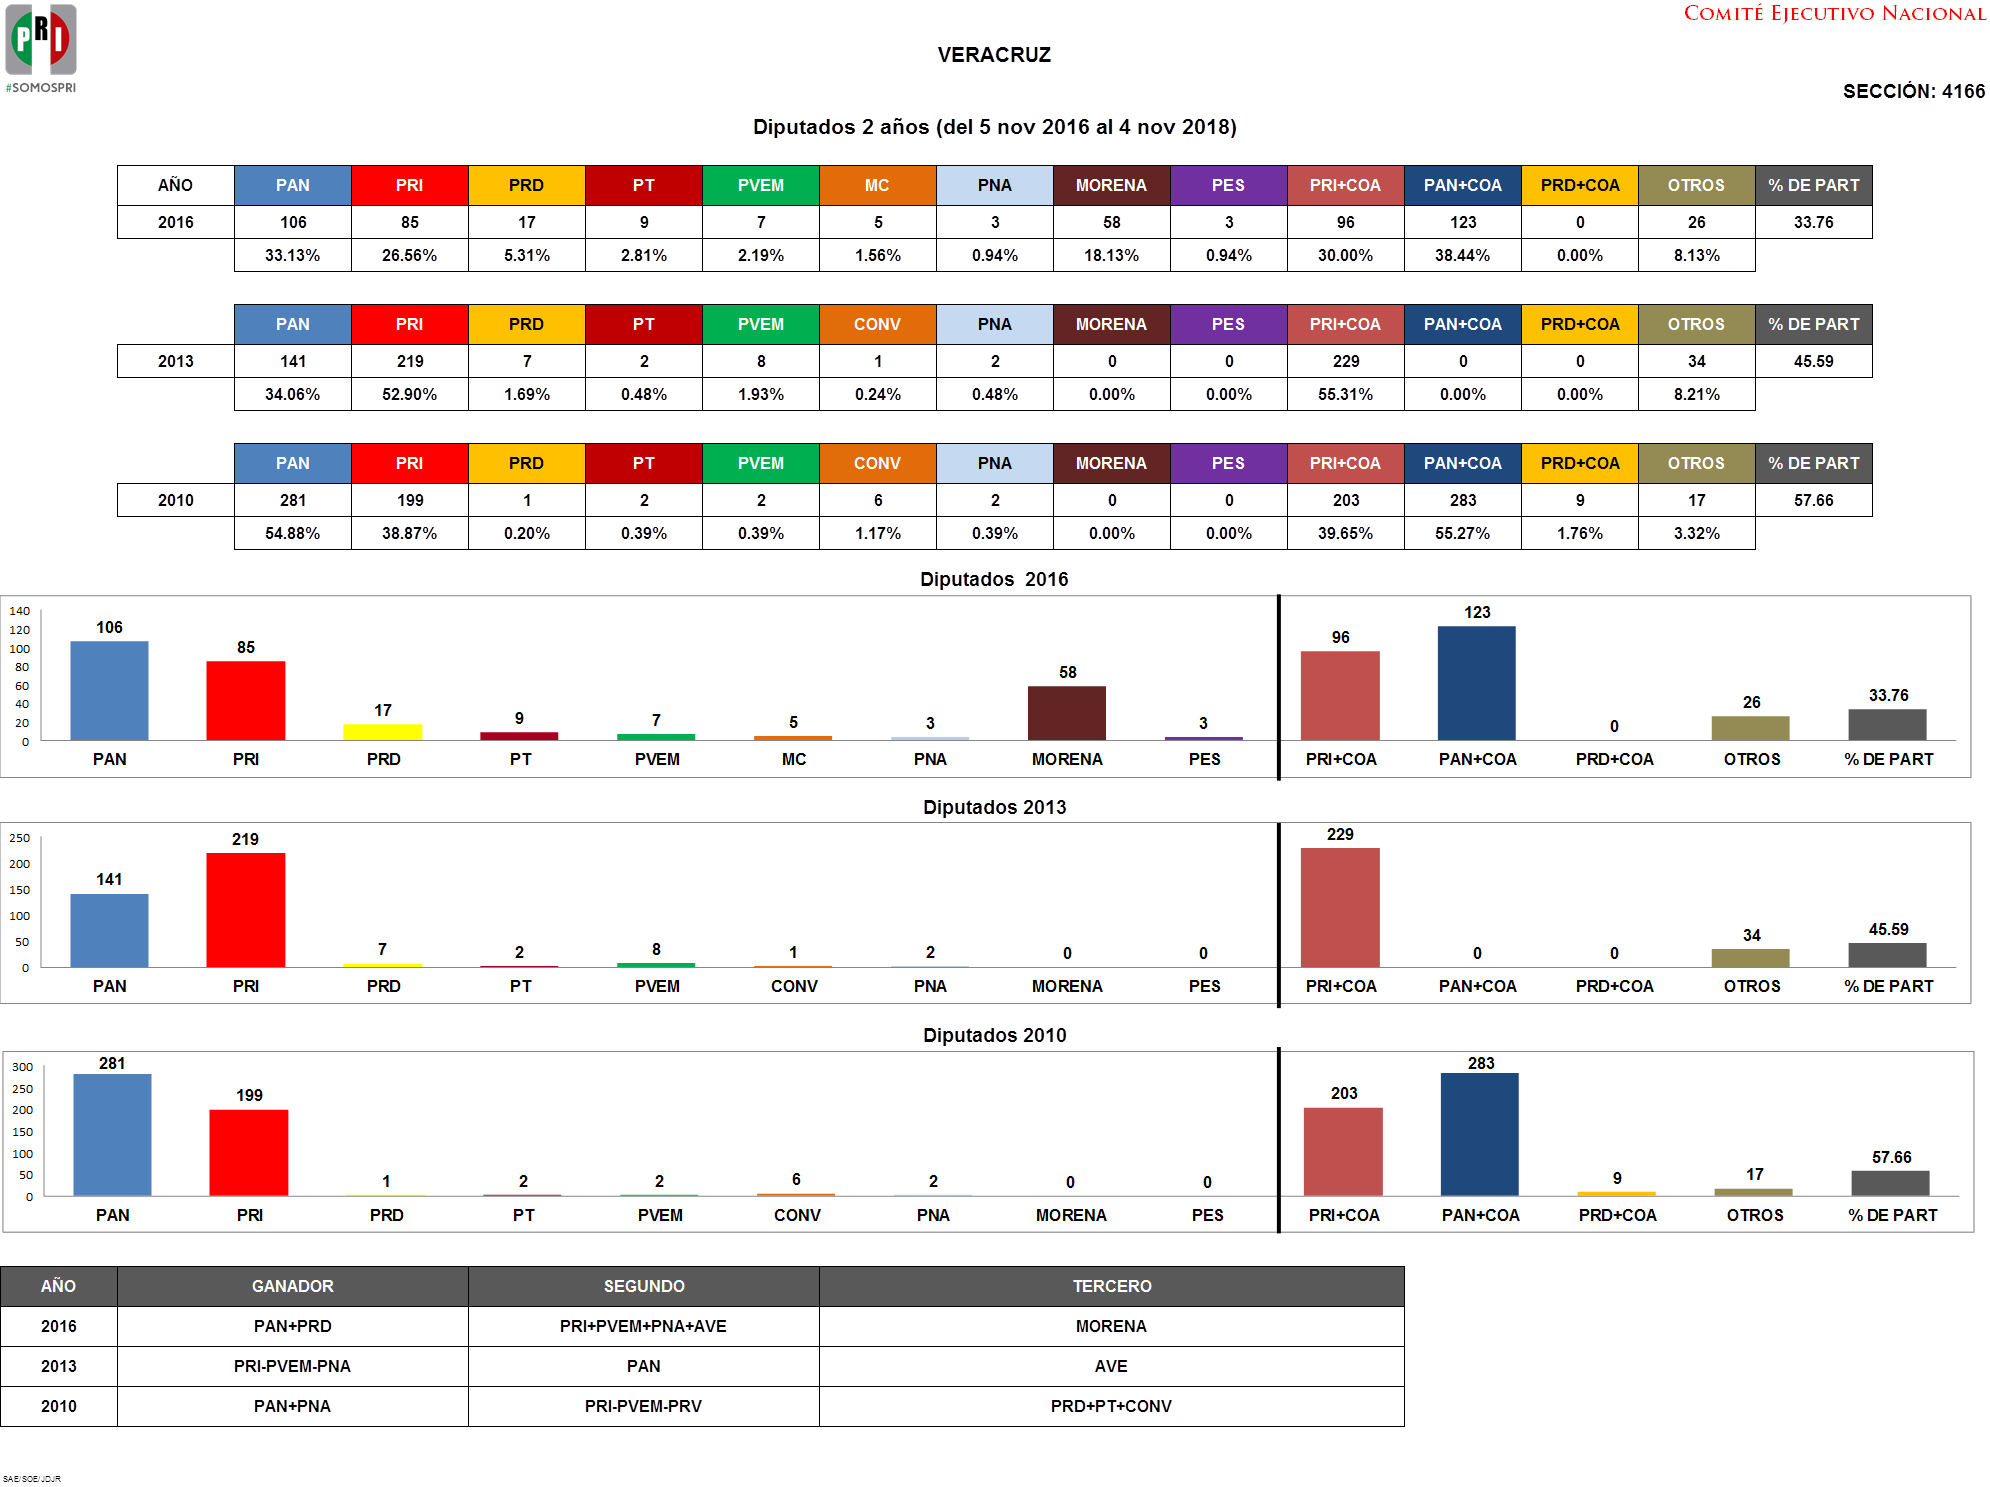 PRI
#SOMOSPRI
COMITÉ EJECUTIVO NACIONAL
VERACRUZ
SECCIÓN: 4166
Diputados 2 años (del 5 nov 2016 al 4 nov 2018)
AÑO PAN PRI PRD PT PVEM MC PNA MORENA PES PRI+COA PAN+COA PRD+COA OTROS % DE PART
2016 106 85 17 9 7 5 3 58 3 96 123 0 26 33.76
33.13% 26.56% 5.31% 2.81% 2.19% 1.56% 0.94% 18.13% 0.94% 30.00% 38.44% 0.00% 8.13%
PAN PRI PRD PT PVEM CONV PNA MORENA PES PRI+COA PAN+COA PRD+COA OTROS % DE PART
2013 141 219 7 2 8 1 2 0 0 229 0 0 34 45.59
34.06% 52.90% 1.69% 0.48% 1.93% 0.24% 0.48% 0.00% 0.00% 55.31% 0.00% 0.00% 8.21%
PAN PRI PRD PT PVEM CONV PNA MORENA PES PRI+COA PAN+COA PRD+COA OTROS % DE PART
2010 281 199 1 2 2 6 2 0 0 203 283 9 17 57.66
54.88% 38.87% 0.20% 0.39% 0.39% 1.17% 0.39% 0.00% 0.00% 39.65% 55.27% 1.76% 3.32%
Diputados 2016
140
120
100
80
60
40
20
0
106 85 17 9 7 5 3 58 3 96 123 0 26 33.76
PAN PRI PRD PT PVEM MC PNA MORENA PES PRI+COA PAN+COA PRD+COA OTROS % DE PART
Diputados 2013
250
200
150
100
50
0
141 219 7 2 8 1 2 0 0 229 0 0 34 45.59
PAN PRI PRD PT PVEM CONV PNA MORENA PES PRI+COA PAN+COA PRD+COA OTROS % DE PART
Diputados 2010
300
250
200
150
100
50
0
281 199 1 2 2 6 2 0 0 203 283 9 17 57.66
PAN PRI PRD PT PVEM CONV PNA MORENA PES PRI+COA PAN+COA PRD+COA OTROS % DE PART
AÑO GANADOR SEGUNDO TERCERO
2016 PAN+PRD PRI+PVEM+PNA+AVE MORENA
2013 PRI-PVEM-PNA PAN AVE
2010 PAN+PNA PRI-PVEM-PRV PRD+PT+CONV
SAE/SOE/JDJR